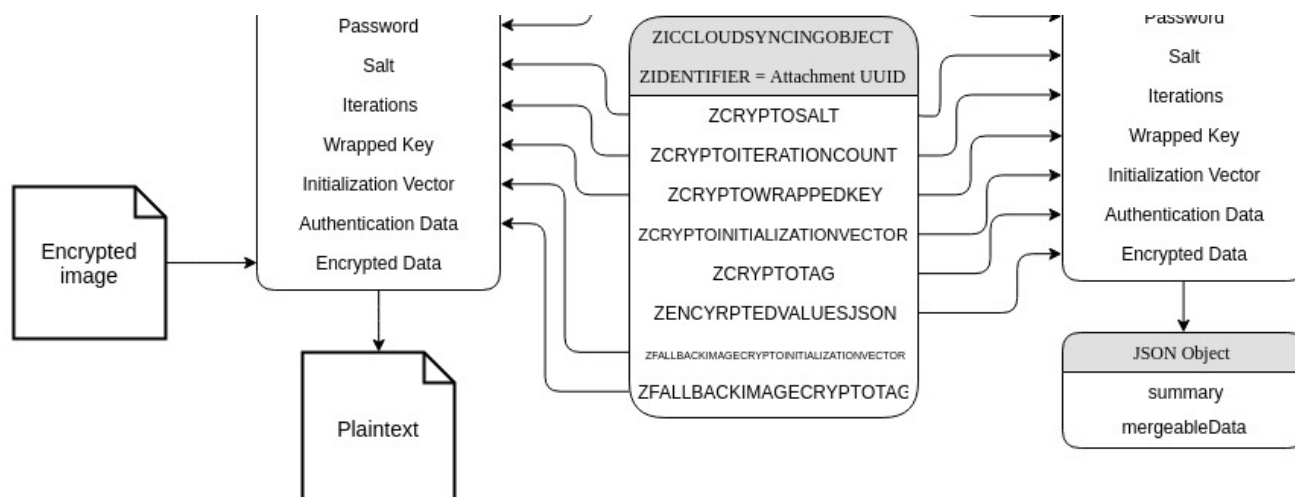 Encrypted
image
Password
Salt
Iterations
Wrapped Key
Initialization Vector
Authentication Data
Encrypted Data
Plaintext
ZICCLOUDSYNCINGOBJECT
ZIDENTIFIER = Attachment UUID
ZCRYPTOSALT
ZCRYPTOITERATIONCOUNT
ZCRYPTOWRAPPEDKEY
ZCRYPTOINITIALIZATIONVECTOR
ZCRYPTOTAG
ZENCYRPTEDVALUESJSON
ZFALLBACKIMAGECRYPTOINITIALIZATIONVECTOR
ZFALLBACKIMAGECRYPTOTAG
Password
Salt
Iterations
Wrapped Key
Initialization Vector
Authentication Data
Encrypted Data
JSON Object
summary
mergeableData